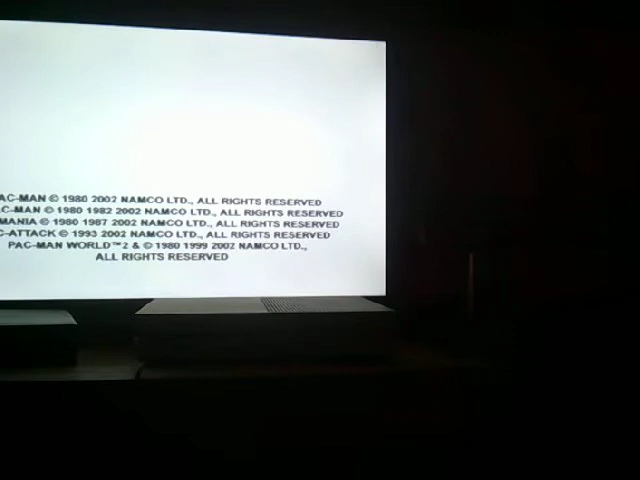 AC-MAN © 1980 2002 NAMCO LTD., ALL RIGHTS RESERVED
C-MAN © 1980 1982 2002 NAMCO LTD., ALL RIGHTS RESERVED
MANIA © 1980 1987 2002 NAMCO LTD., ALL RIGHTS RESERVED
C-ATTACK © 1993 2002 NAMCO LTD., ALL RIGHTS RESERVED
PAC-MAN WORLD™2 & © 1980 1999 2002 NAMCO LTD.,
ALL RIGHTS RESERVED